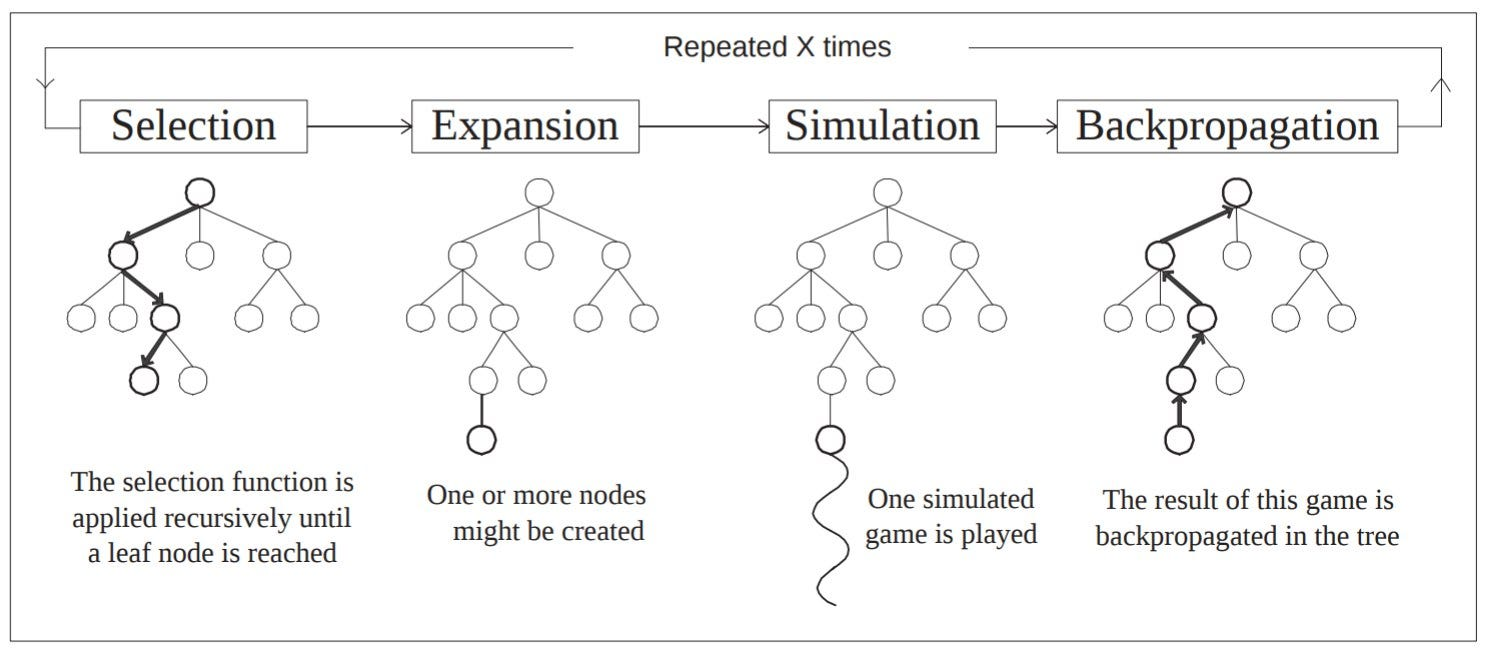 Repeated X times
Selection
Expansion
Simulation
Backpropagation
The selection function is
applied recursively until
a leaf node is reached
One or more nodes
might be created
One simulated
game is played
The result of this game is
backpropagated in the tree